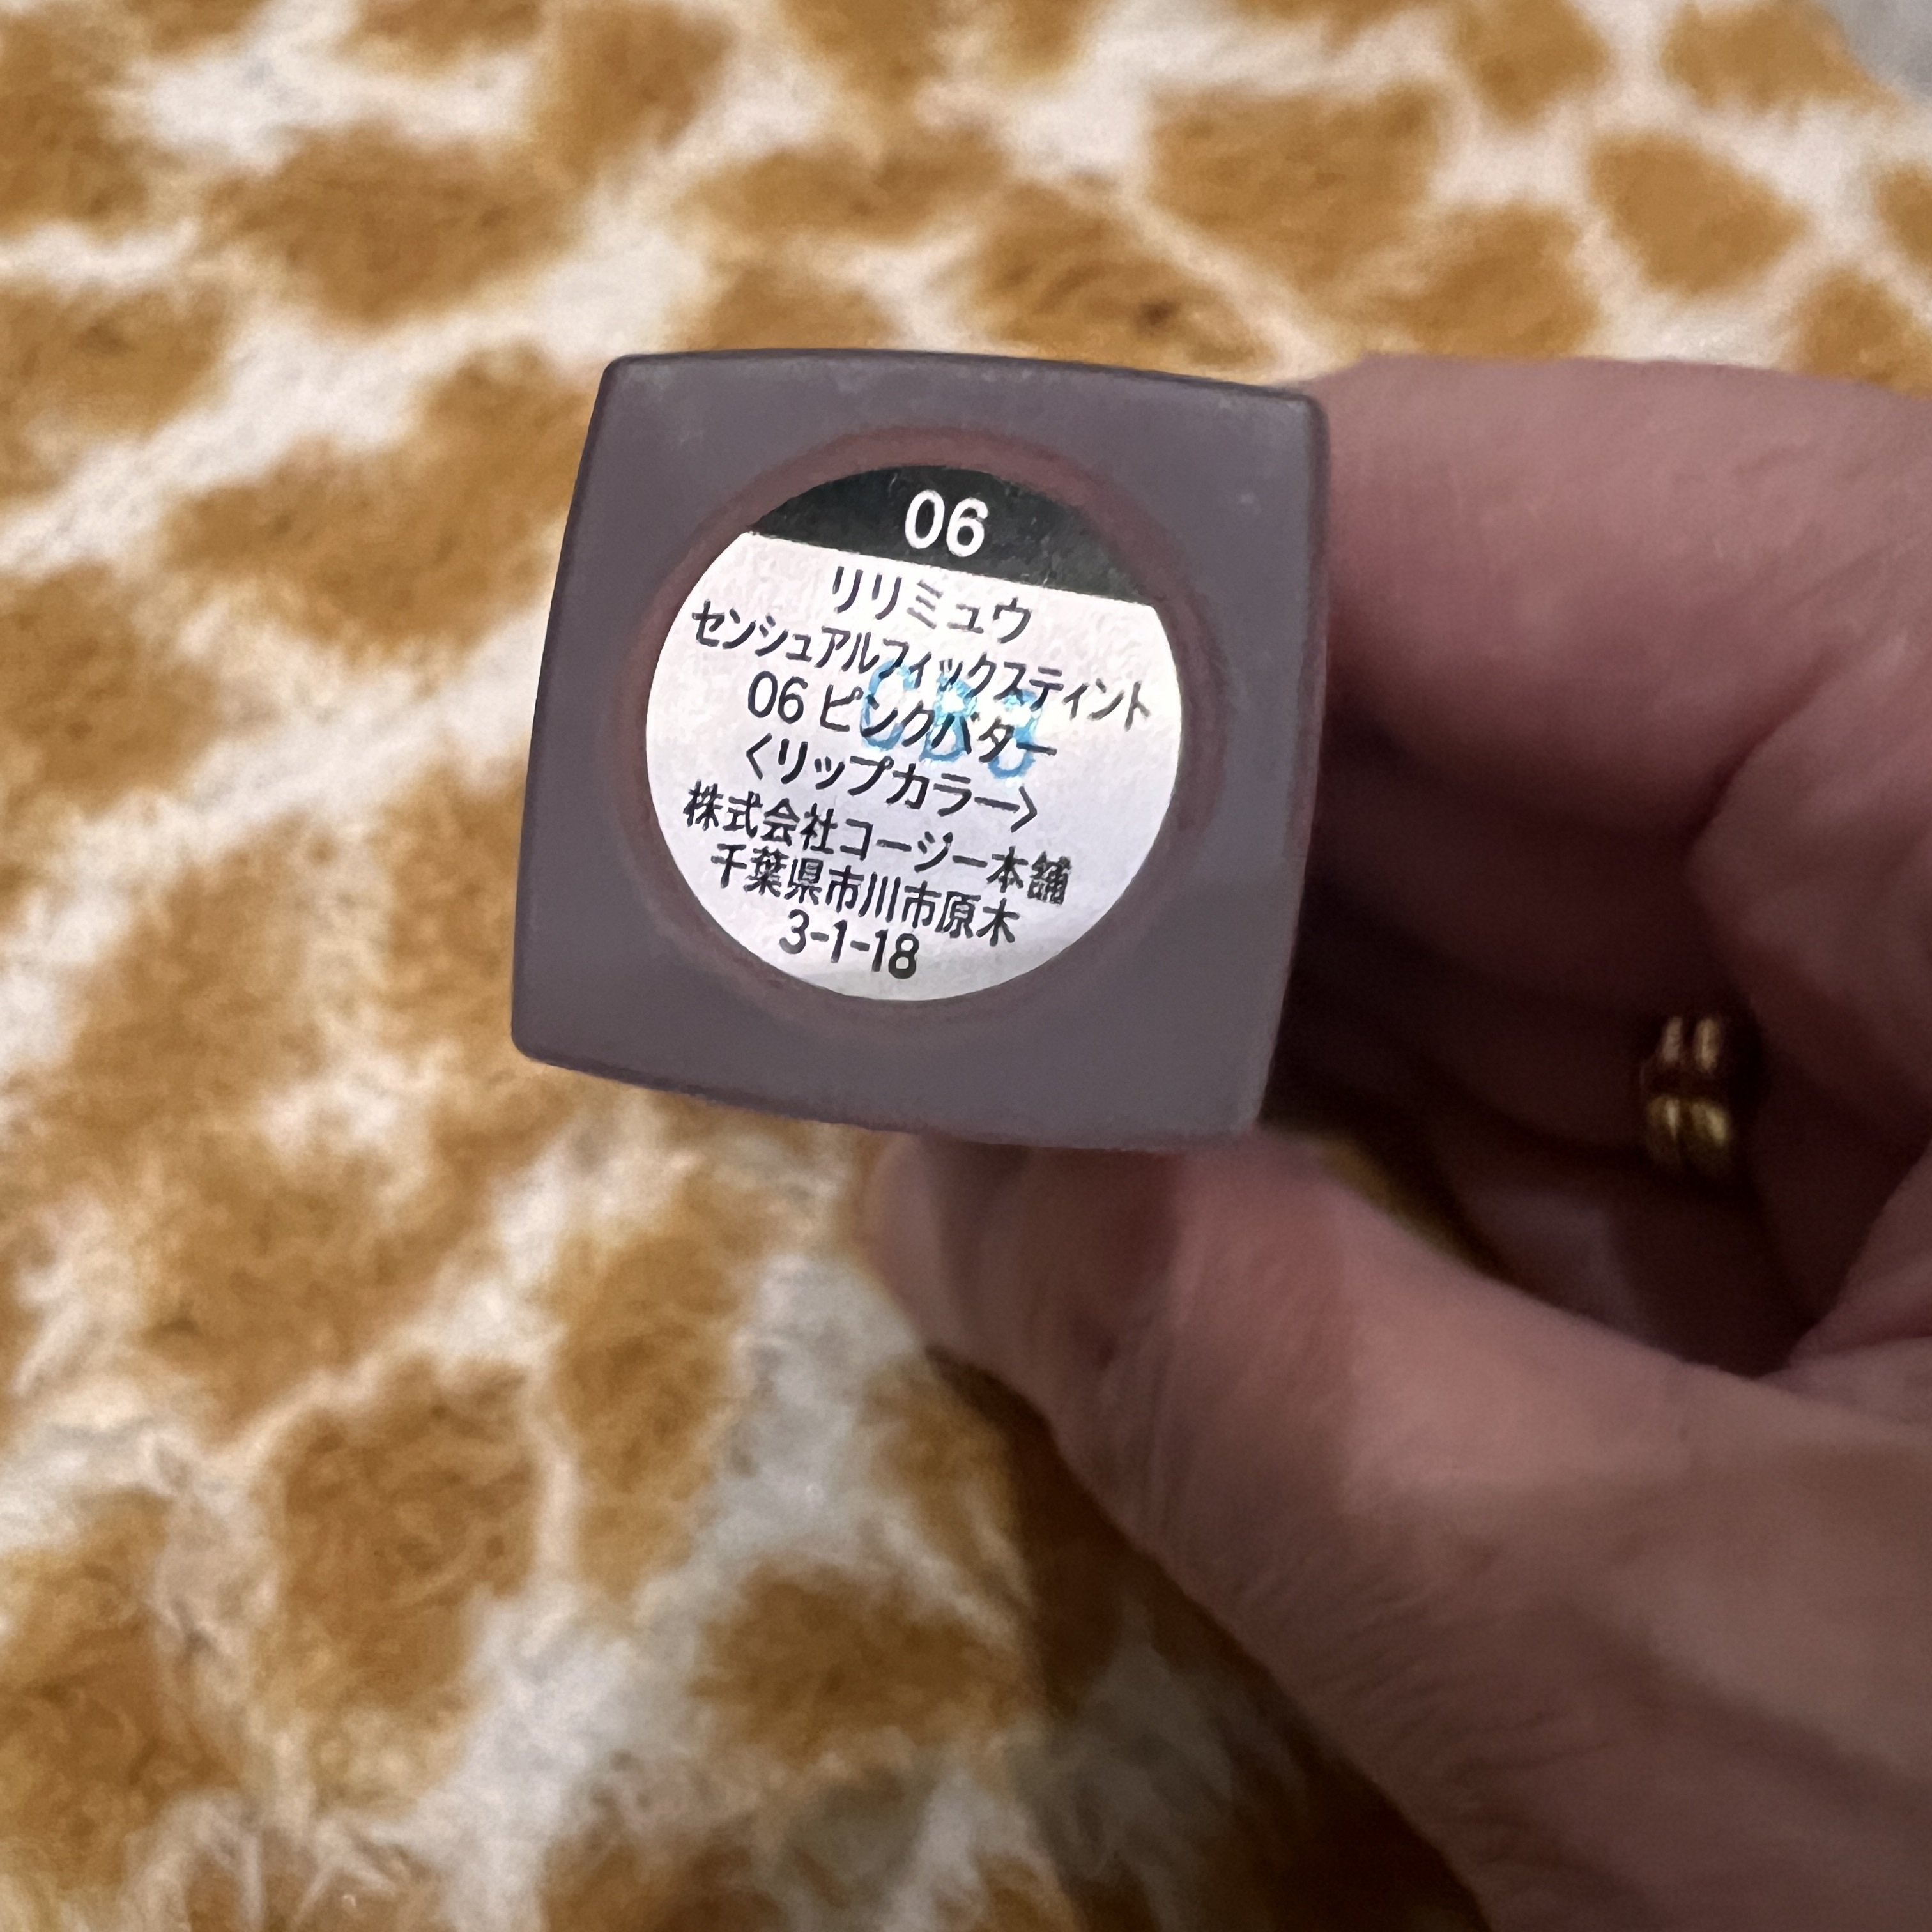 06
リリミュウ
センシュアルフィックスティント
06 ピンクバター
〈リップカラー〉
株式会社コージー本舗
千葉県市川市原木
3-1-18